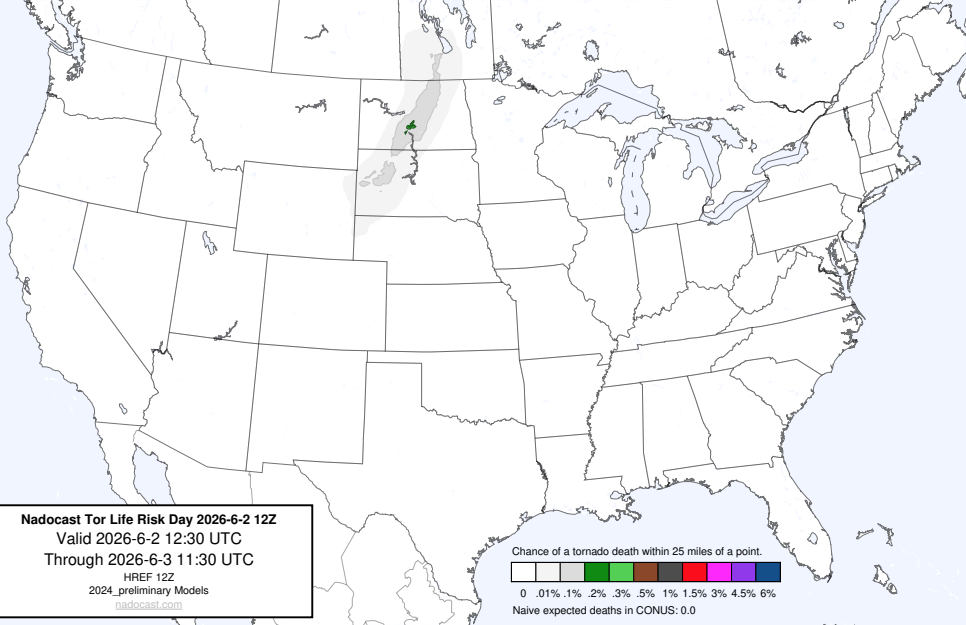 Nadocast Tor Life Risk Day 2026-6-2 12Z
Valid 2026-6-2 12:30 UTC
Through 2026-6-3 11:30 UTC
HREF 12Z
2024_preliminary Models
nadocast.com
Chance of a tornado death within 25 miles of a point.
0 .01% .1% .2% .3% .5% 1% 1.5% 3% 4.5% 6%
Naive expected deaths in CONUS: 0.0